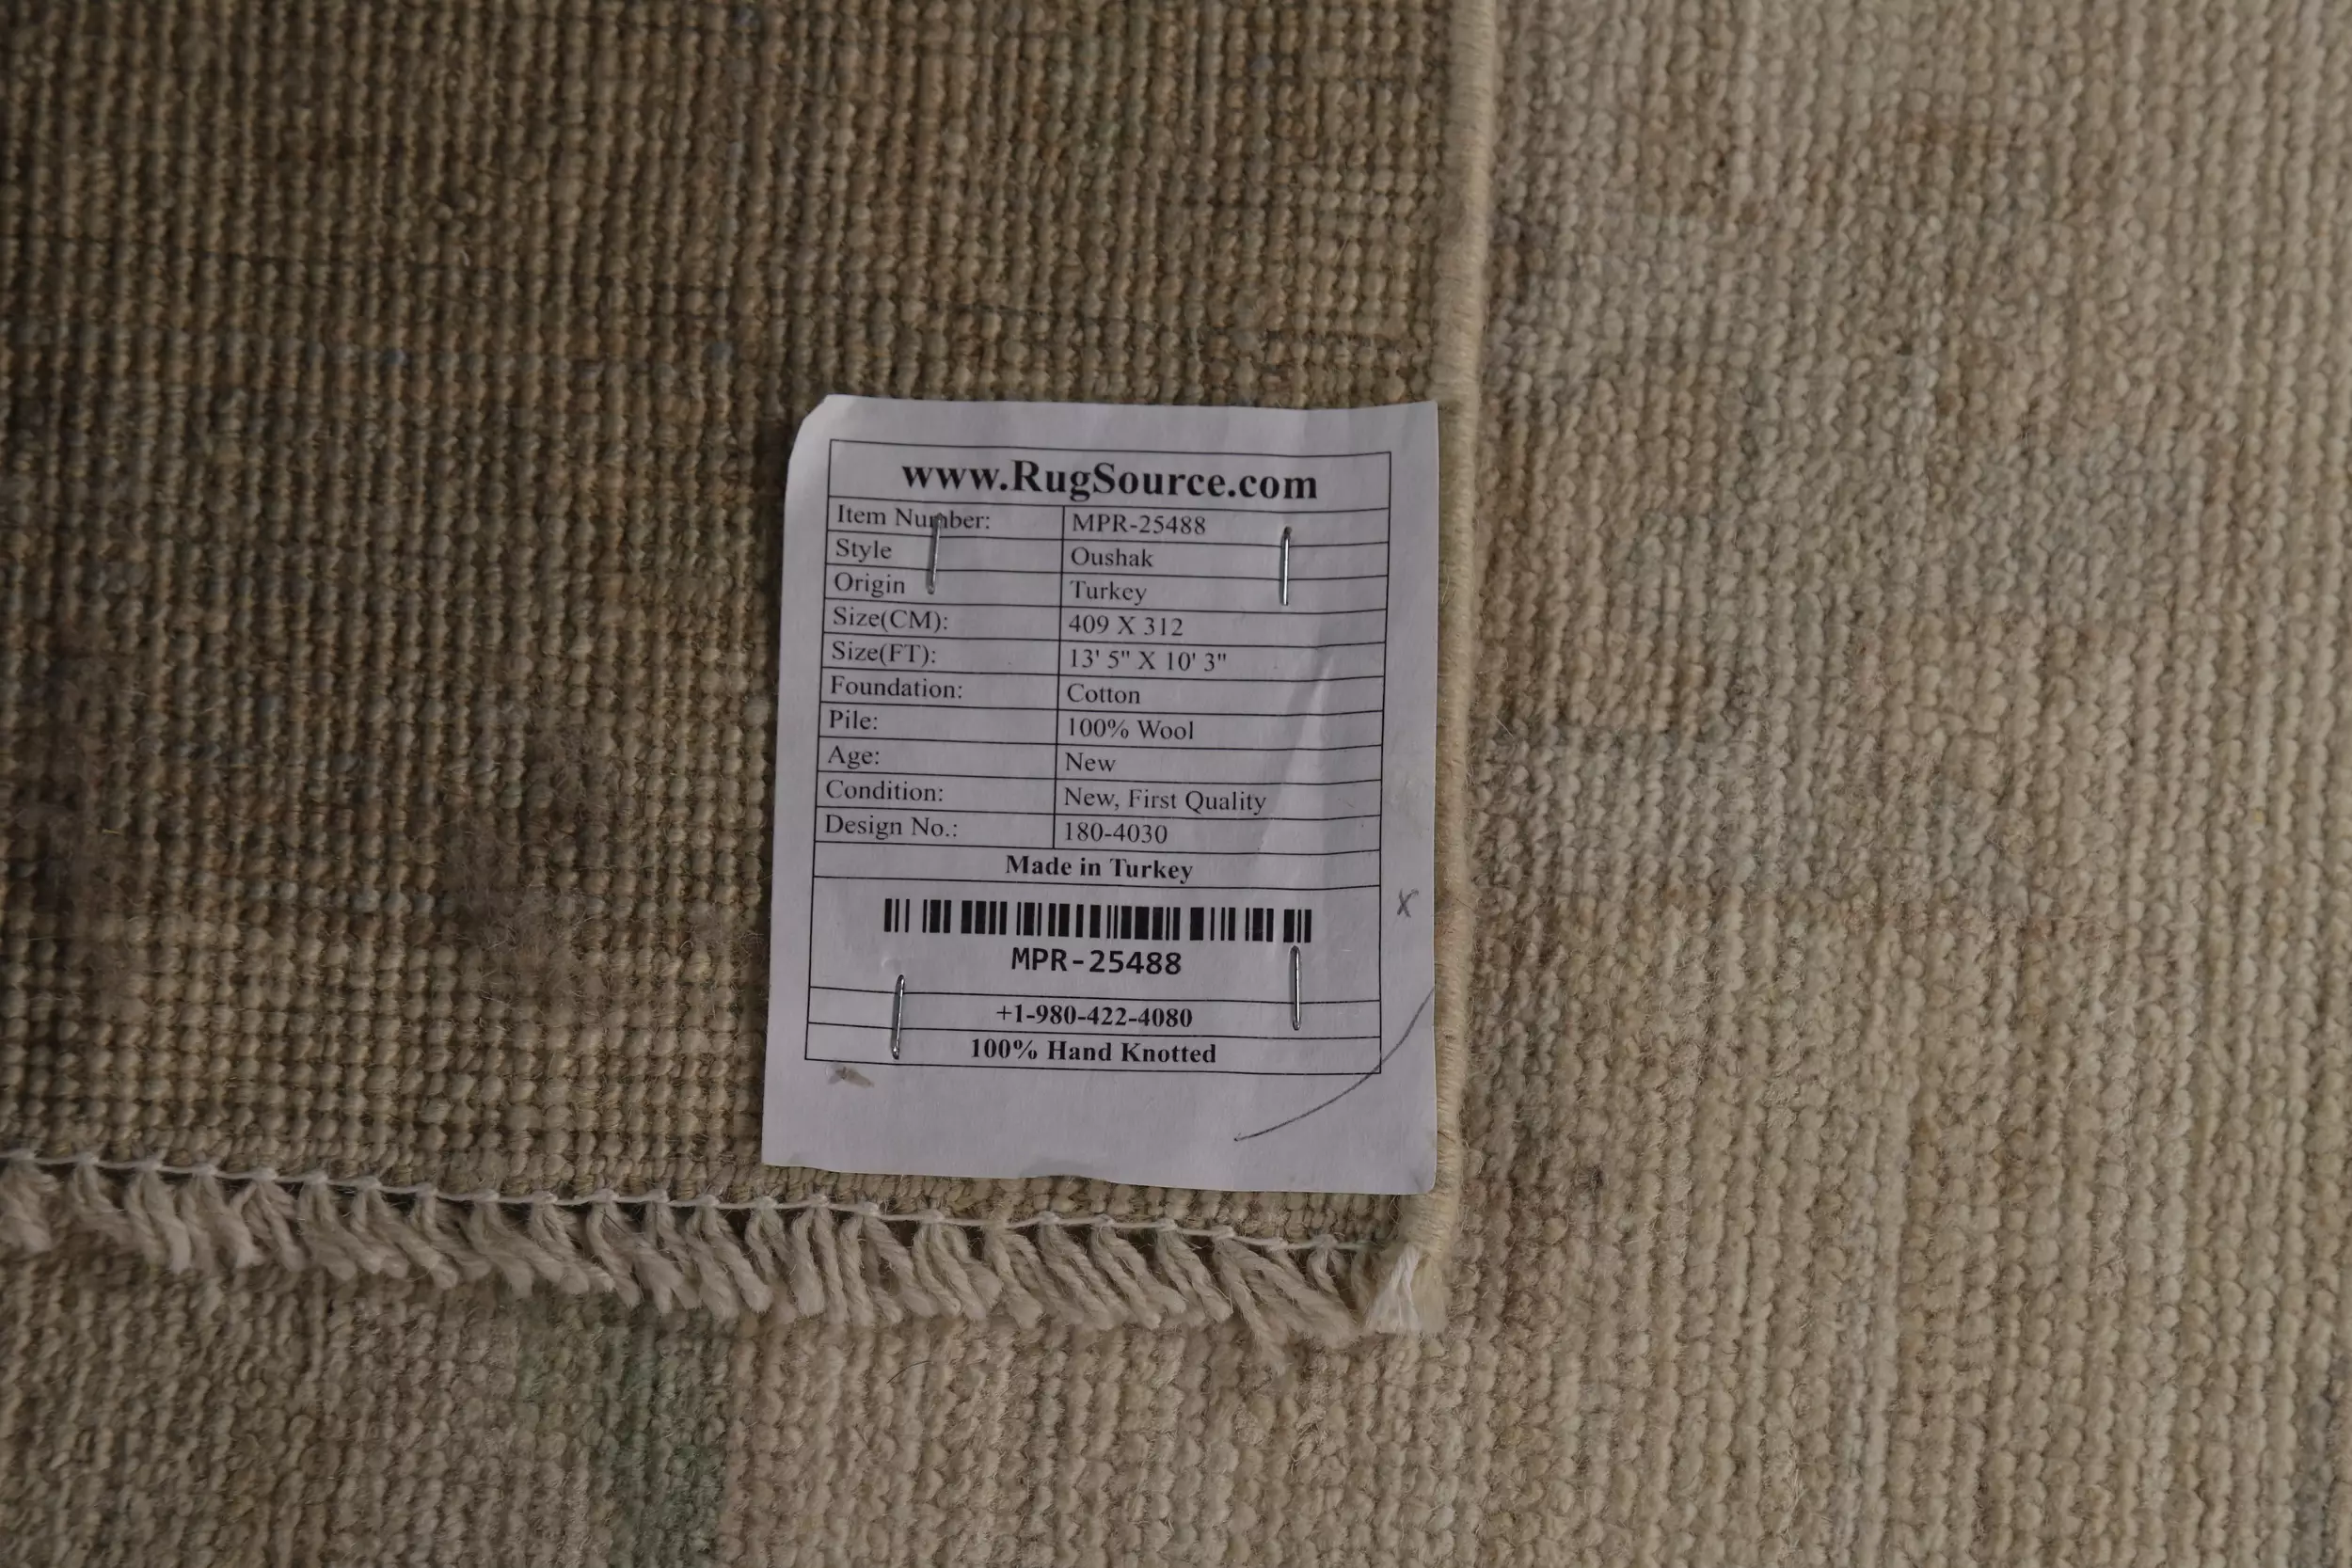 www.RugSource.com
Item Number: MPR-25488
Style Oushak
Origin Turkey
Size(CM): 409 X 312
Size(FT): 13' 5" X 10' 3"
Foundation: Cotton
Pile: 100% Wool
Age: New
Condition: New, First Quality
Design No.: 180-4030
Made in Turkey
MPR-25488
+1-980-422-4080
100% Hand Knotted
x